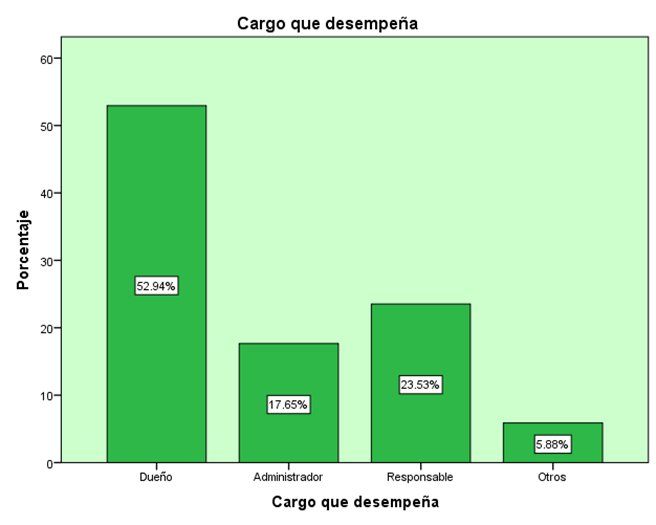 Cargo que desempeña
Porcentaje
60
50
40
30
20
10
0
52.94%
17.65%
23.53%
5.88%
Dueño
Administrador
Responsable
Otros
Cargo que desempeña